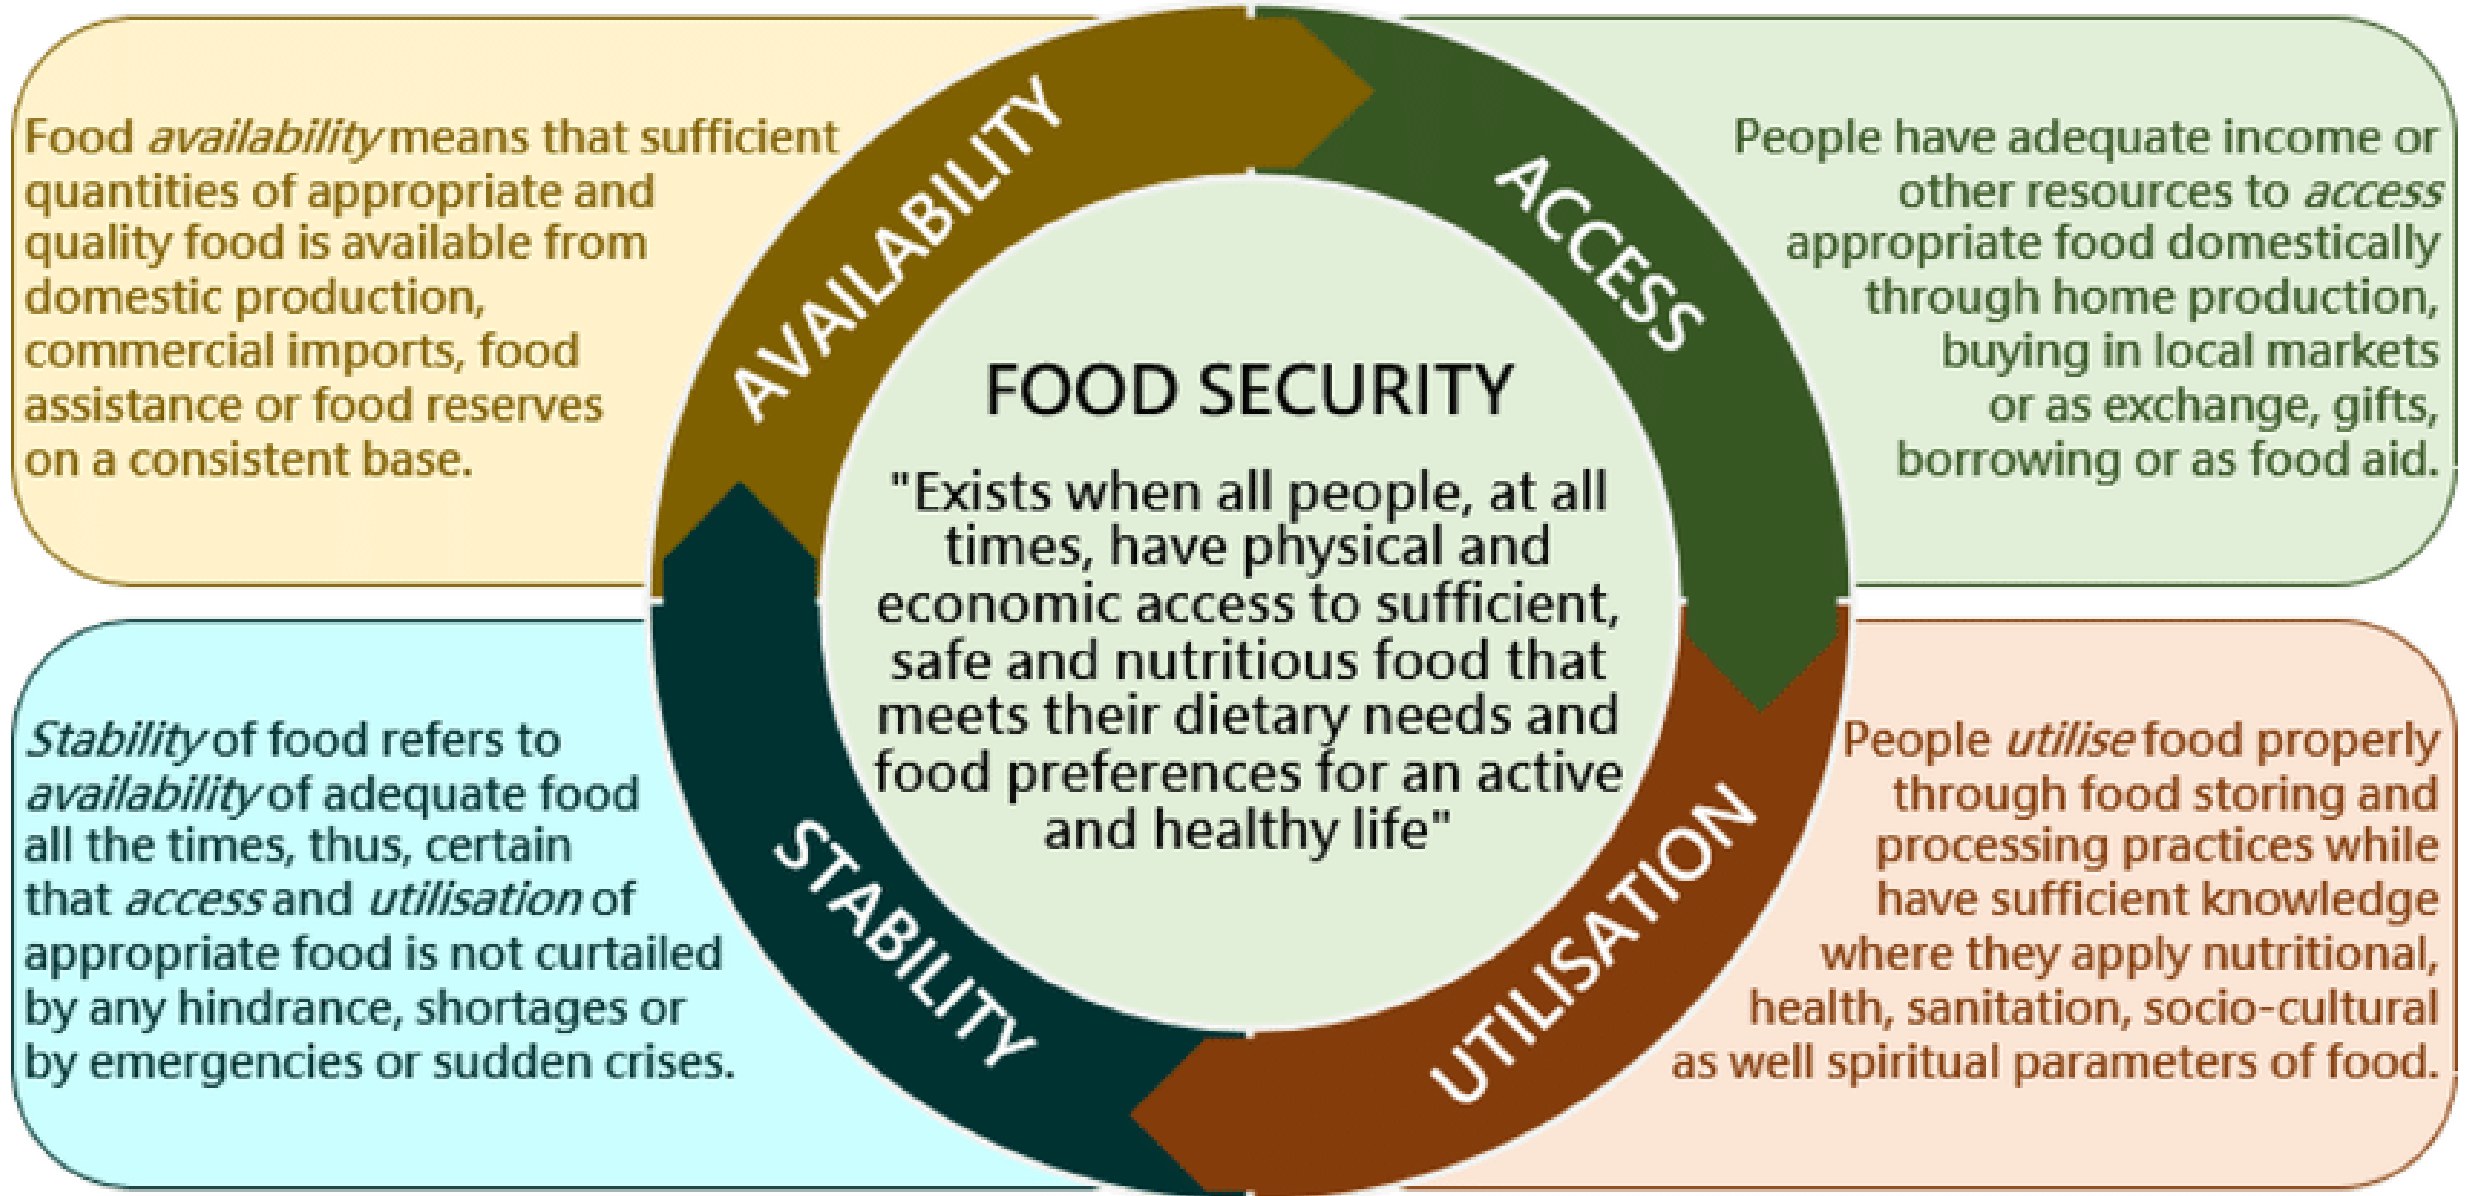 Food availability means that sufficient
quantities of appropriate and
quality food is available from
domestic production,
commercial imports, food
assistance or food reserves
on a consistent base.
AVAILABILITY
ACCESS
People have adequate income or
other resources to access
appropriate food domestically
through home production,
buying in local markets
or as exchange, gifts,
borrowing or as food aid.
FOOD SECURITY
"Exists when all people, at all
times, have physical and
economic access to sufficient,
safe and nutritious food that
meets their dietary needs and
food preferences for an active
and healthy life"
Stability of food refers to
availability of adequate food
all the times, thus, certain
that access and utilisation of
appropriate food is not curtailed
by any hindrance, shortages or
by emergencies or sudden crises.
STABILITY
UTILISATION
People utilise food properly
through food storing and
processing practices while
have sufficient knowledge
where they apply nutritional,
health, sanitation, socio-cultural
as well spiritual parameters of food.